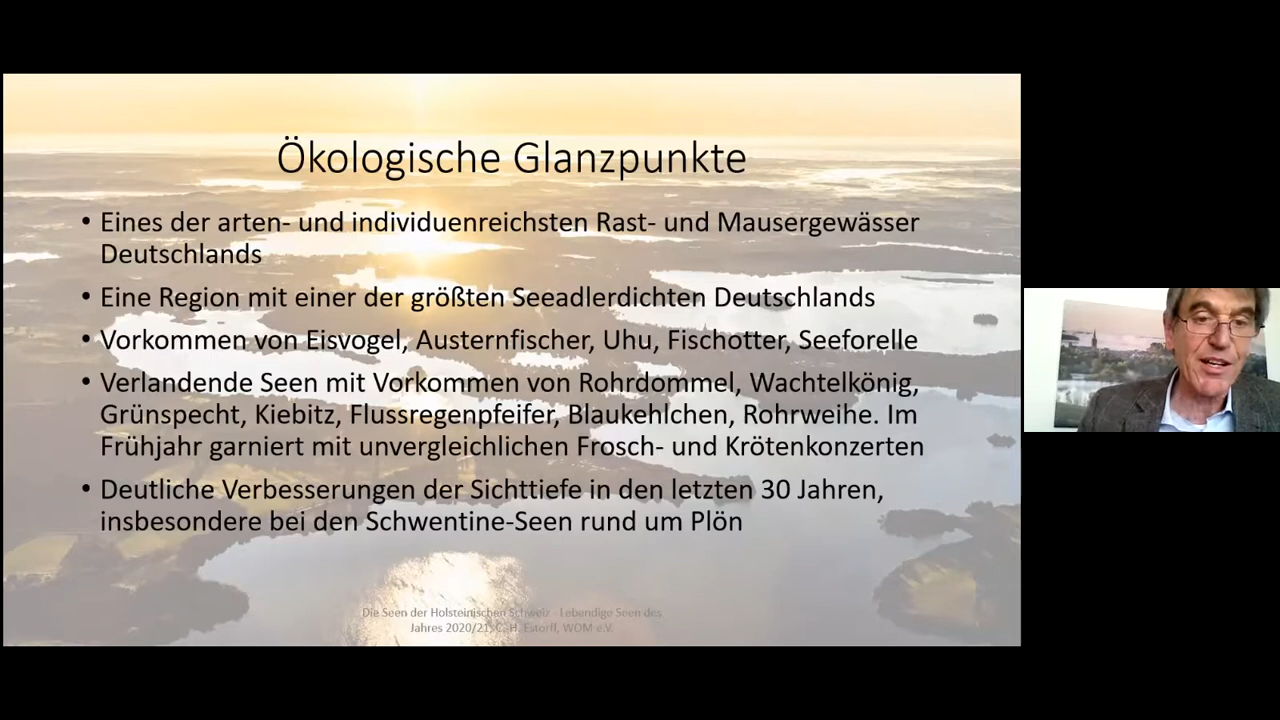 Ökologische Glanzpunkte
• Eines der arten- und individuenreichsten Rast- und Mausergewässer
Deutschlands
• Eine Region mit einer der größten Seeadlerdichten Deutschlands
• Vorkommen von Eisvogel, Austernfischer, Uhu, Fischotter, Seeforelle
• Verlandende Seen mit Vorkommen von Rohrdommel, Wachtelkönig,
Grünspecht, Kiebitz, Flussregenpfeifer, Blaukehlchen, Rohrweihe. Im
Frühjahr garniert mit unvergleichlichen Frosch- und Krötenkonzerten
• Deutliche Verbesserungen der Sichttiefe in den letzten 30 Jahren,
insbesondere bei den Schwentine-Seen rund um Plön
Die Seen der Holsteinischen Schweiz - Lebendige Seen des
Jahres 2020/21, C. H. Estorff, WOM e.V.